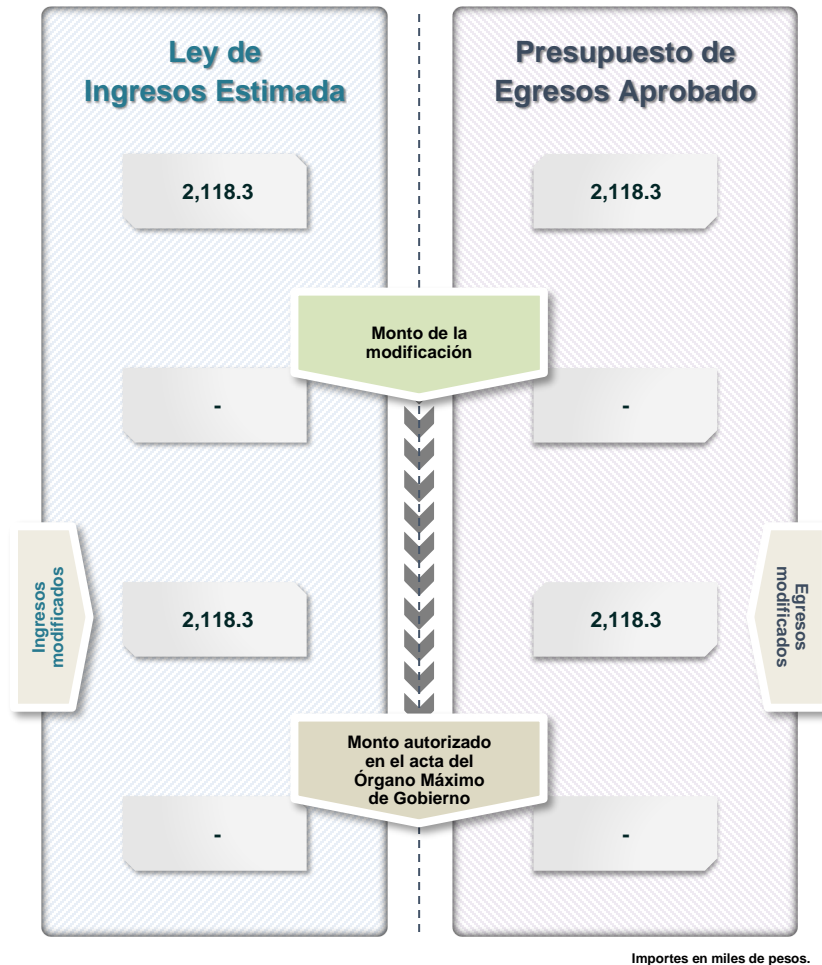 Ley de
Ingresos Estimada
Presupuesto de
Egresos Aprobado
2,118.3
2,118.3
Monto de la
modificación
-
-
Ingresos
modificados
2,118.3
2,118.3
Egresos
modificados
Monto autorizado
en el acta del
Órgano Máximo
de Gobierno
-
-
Importes en miles de pesos.